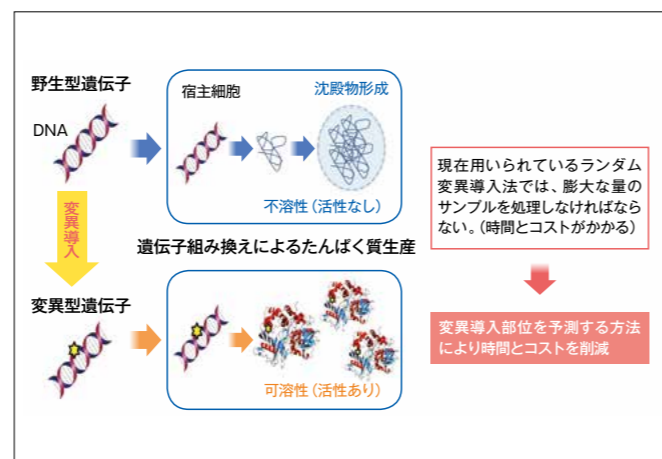 野生型遺伝子
DNA
宿主細胞
沈殿物形成
不溶性(活性なし)
変異導入
遺伝子組み換えによるたんぱく質生産
変異型遺伝子
可溶性(活性あり)
現在用いられているランダム
変異導入法では、膨大な量の
サンプルを処理しなければなら
ない。(時間とコストがかかる)
変異導入部位を予測する方法
により時間とコストを削減